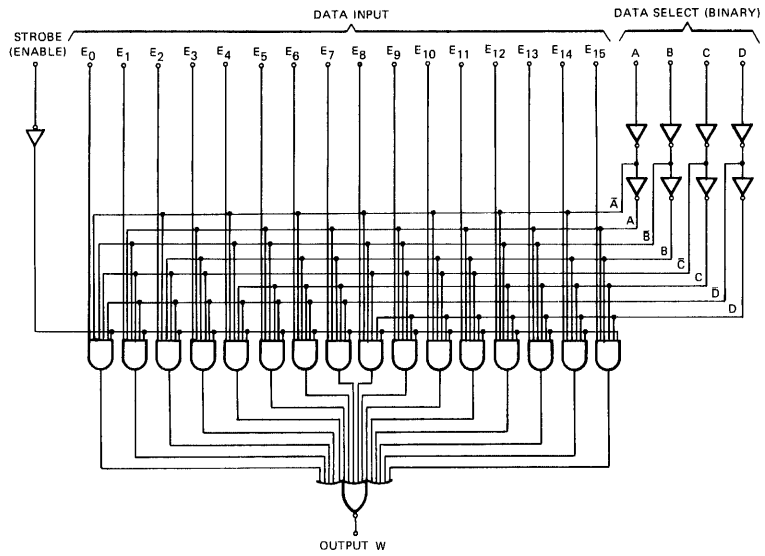 DATA INPUT
DATA SELECT (BINARY)
STROBE
(ENABLE)
E0 E1 E2 E3 E4 E5 E6 E7 E8 E9 E10 E11 E12 E13 E14 E15
A B C D
A̅
A
B̅
B
C̅
C
D̅
D
OUTPUT W